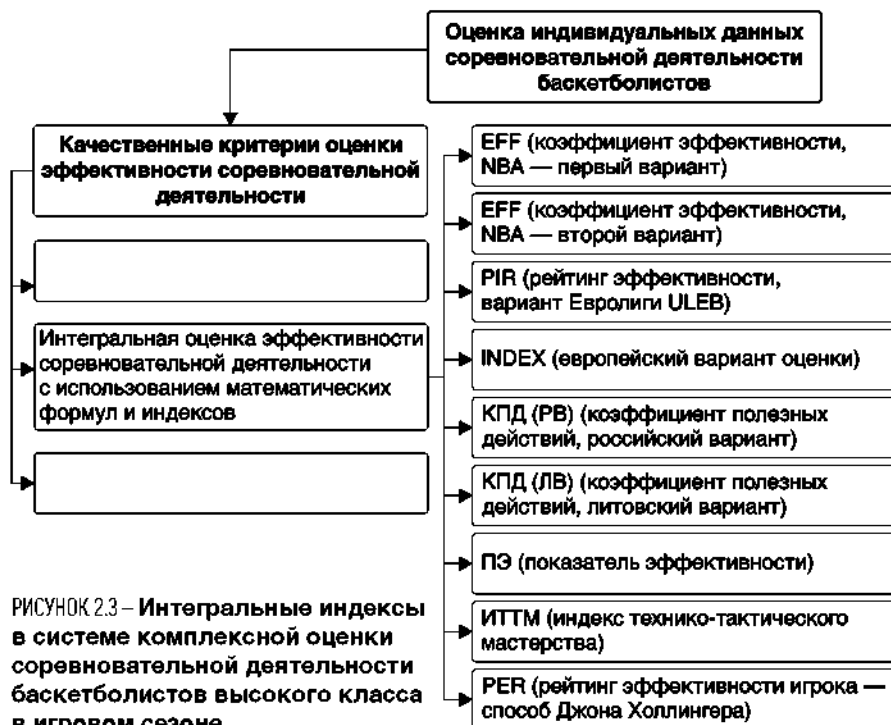 Оценка индивидуальных данных
соревновательной деятельности
баскетболистов
Качественные критерии оценки
эффективности соревновательной
деятельности
Интегральная оценка эффективности
соревновательной деятельности
с использованием математических
формул и индексов
EFF (коэффициент эффективности,
NBA — первый вариант)
EFF (коэффициент эффективности,
NBA — второй вариант)
PIR (рейтинг эффективности,
вариант Евролиги ULEB)
INDEX (европейский вариант оценки)
КПД (РВ) (коэффициент полезных
действий, российский вариант)
КПД (ЛВ) (коэффициент полезных
действий, литовский вариант)
ПЭ (показатель эффективности)
ИТТМ (индекс технико-тактического
мастерства)
PER (рейтинг эффективности игрока —
способ Джона Холлингера)
РИСУНОК 2.3 – Интегральные индексы
в системе комплексной оценки
соревновательной деятельности
баскетболистов высокого класса
в игровом сезоне